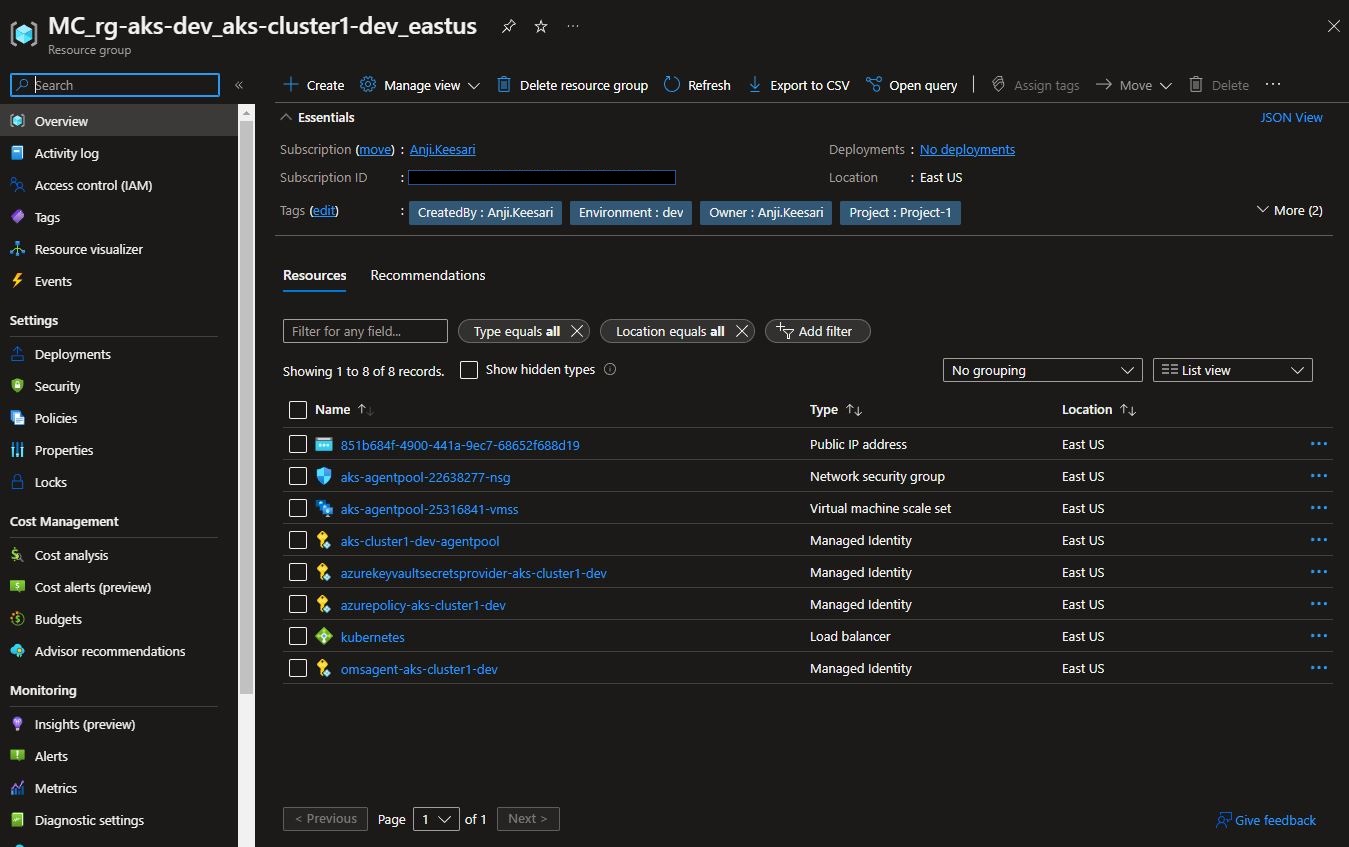 MC_rg-aks-dev_aks-cluster1-dev_eastus
Resource group
Search
Overview
Activity log
Access control (IAM)
Tags
Resource visualizer
Events
Settings
Deployments
Security
Policies
Properties
Locks
Cost Management
Cost analysis
Cost alerts (preview)
Budgets
Advisor recommendations
Monitoring
Insights (preview)
Alerts
Metrics
Diagnostic settings
Create Manage view Delete resource group Refresh Export to CSV Open query Assign tags Move Delete
Essentials JSON View
Subscription (move) : Anji.Keesari Deployments : No deployments
Subscription ID : Location : East US
Tags (edit) : CreatedBy : Anji.Keesari Environment : dev Owner : Anji.Keesari Project : Project-1 More (2)
Resources Recommendations
Filter for any field... Type equals all Location equals all Add filter
Showing 1 to 8 of 8 records. Show hidden types No grouping List view
Name Type Location
851b684f-4900-441a-9ec7-68652f688d19 Public IP address East US
aks-agentpool-22638277-nsg Network security group East US
aks-agentpool-25316841-vmss Virtual machine scale set East US
aks-cluster1-dev-agentpool Managed Identity East US
azurekeyvaultsecretsprovider-aks-cluster1-dev Managed Identity East US
azurepolicy-aks-cluster1-dev Managed Identity East US
kubernetes Load balancer East US
omsagent-aks-cluster1-dev Managed Identity East US
< Previous Page 1 of 1 Next > Give feedback